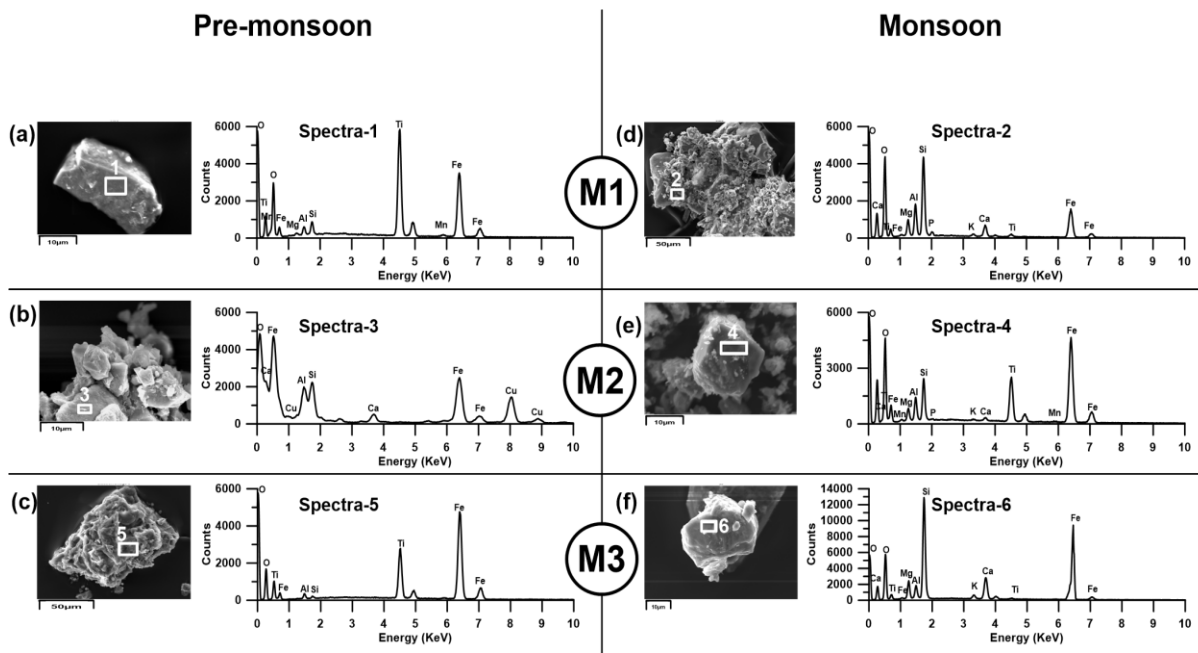 Pre-monsoon
Monsoon
(a)
1
10μm
Spectra-1
Counts
6000
4000
2000
0
O
Ti
O
Fe
Mg
Al
Si
Ti
Mn
Fe
Fe
0 1 2 3 4 5 6 7 8 9 10
Energy (KeV)
M1
(d)
2
50μm
Spectra-2
Counts
6000
4000
2000
0
O
Ca
O
Fe
Mg
Al
Si
P
K
Ca
Ti
Fe
Fe
0 1 2 3 4 5 6 7 8 9 10
Energy (KeV)
(b)
3
10μm
Spectra-3
Counts
6000
4000
2000
0
O
Ca
Fe
Cu
Al
Si
Ca
Fe
Fe
Cu
Cu
0 1 2 3 4 5 6 7 8 9 10
Energy (KeV)
M2
(e)
4
10μm
Spectra-4
Counts
6000
4000
2000
0
O
O
Fe
Mn
Mg
Al
Si
P
K
Ca
Ti
Mn
Fe
Fe
0 1 2 3 4 5 6 7 8 9 10
Energy (KeV)
(c)
5
50μm
Spectra-5
Counts
6000
4000
2000
0
O
O
Ti
Fe
Al
Si
Ti
Fe
Fe
0 1 2 3 4 5 6 7 8 9 10
Energy (KeV)
M3
(f)
6
10μm
Spectra-6
Counts
14000
12000
10000
8000
6000
4000
2000
0
O
Ca
O
Ti
Fe
Mg
Al
Si
K
Ca
Ti
Fe
Fe
0 1 2 3 4 5 6 7 8 9 10
Energy (KeV)